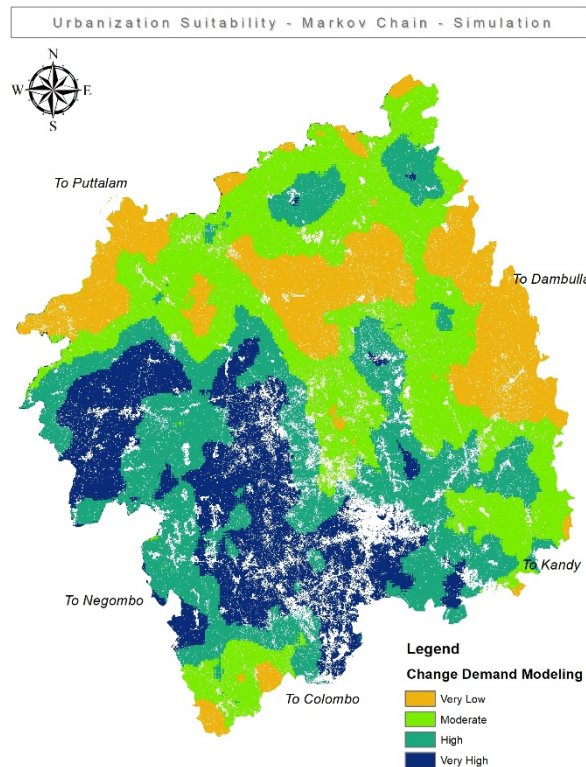 Urbanization Suitability - Markov Chain - Simulation
N
W E
S
To Puttalam
To Dambulla
To Kandy
To Negombo
To Colombo
Legend
Change Demand Modeling
Very Low
Moderate
High
Very High